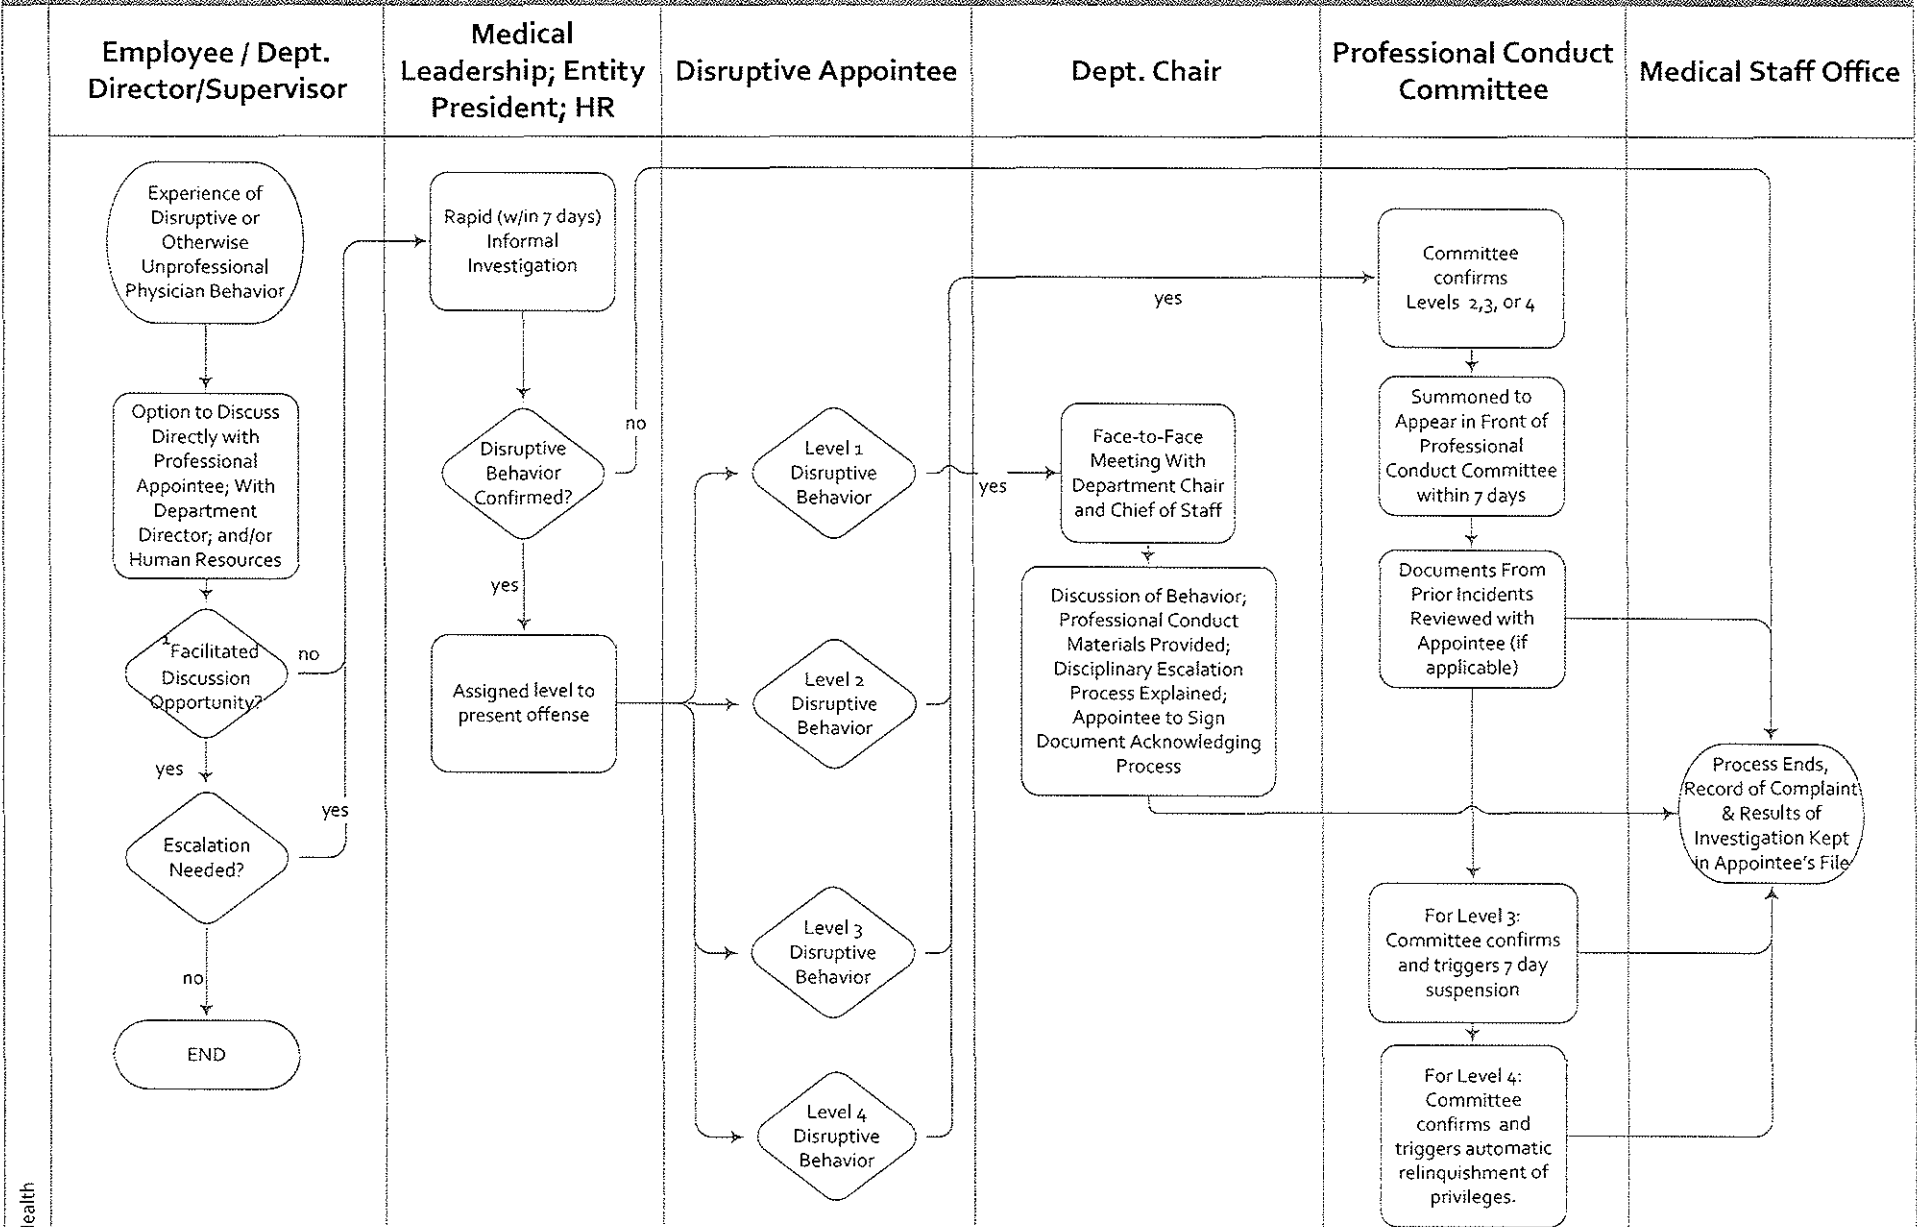 Employee / Dept.
Director/Supervisor
Medical
Leadership; Entity
President; HR
Disruptive Appointee
Dept. Chair
Professional Conduct
Committee
Medical Staff Office
Experience of
Disruptive or
Otherwise
Unprofessional
Physician Behavior
Option to Discuss
Directly with
Professional
Appointee; With
Department
Director; and/or
Human Resources
1Facilitated
Discussion
Opportunity?
no
yes
Escalation
Needed?
yes
no
END
Rapid (w/in 7 days)
Informal
Investigation
Disruptive
Behavior
Confirmed?
no
yes
Assigned level to
present offense
Level 1
Disruptive
Behavior
Level 2
Disruptive
Behavior
Level 3
Disruptive
Behavior
Level 4
Disruptive
Behavior
yes
yes
Face-to-Face
Meeting With
Department Chair
and Chief of Staff
Discussion of Behavior;
Professional Conduct
Materials Provided;
Disciplinary Escalation
Process Explained;
Appointee to Sign
Document Acknowledging
Process
Committee
confirms
Levels 2,3, or 4
Summoned to
Appear in Front of
Professional
Conduct Committee
within 7 days
Documents From
Prior Incidents
Reviewed with
Appointee (if
applicable)
For Level 3:
Committee confirms
and triggers 7 day
suspension
For Level 4:
Committee
confirms and
triggers automatic
relinquishment of
privileges.
Process Ends,
Record of Complaint
& Results of
Investigation Kept
in Appointee's File